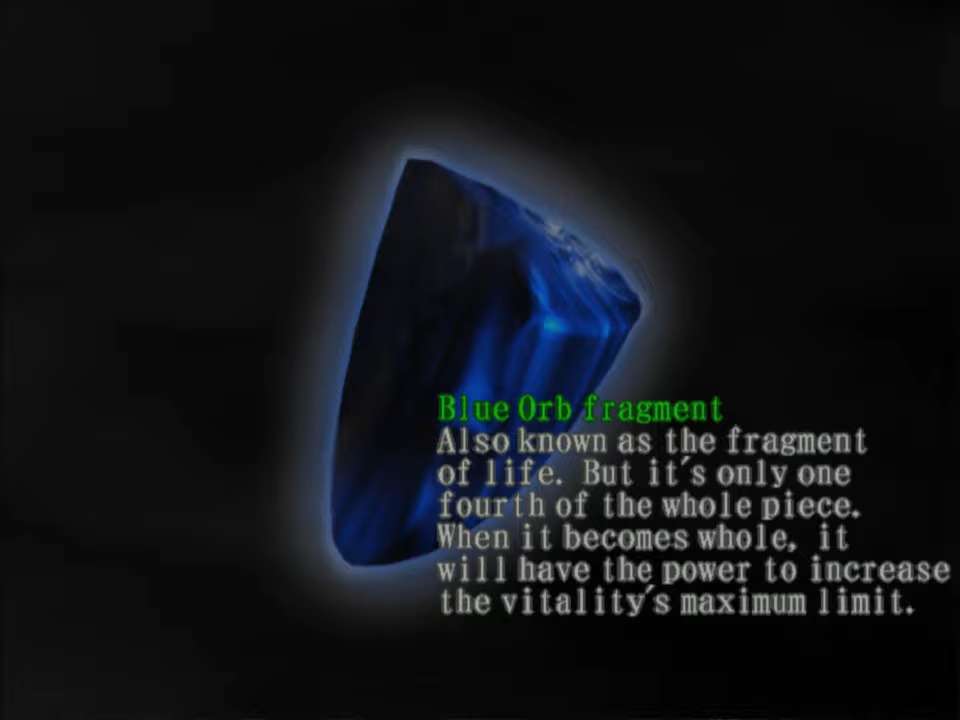 Blue Orb fragment
Also known as the fragment
of life. But it's only one
fourth of the whole piece.
When it becomes whole, it
will have the power to increase
the vitality's maximum limit.